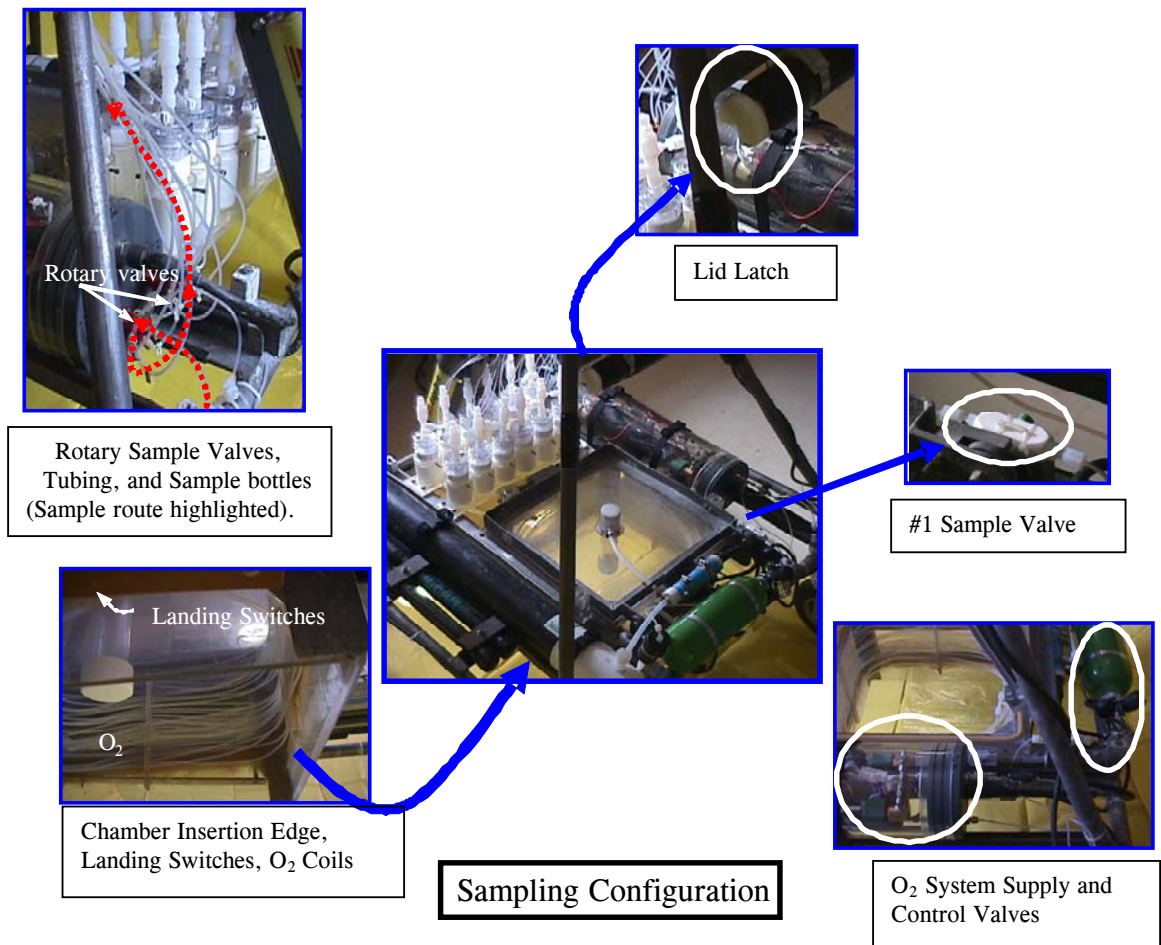 Rotary valves
Lid Latch
Rotary Sample Valves,
Tubing, and Sample bottles
(Sample route highlighted).
#1 Sample Valve
Landing Switches
O₂
Chamber Insertion Edge,
Landing Switches, O₂ Coils
Sampling Configuration
O₂ System Supply and
Control Valves